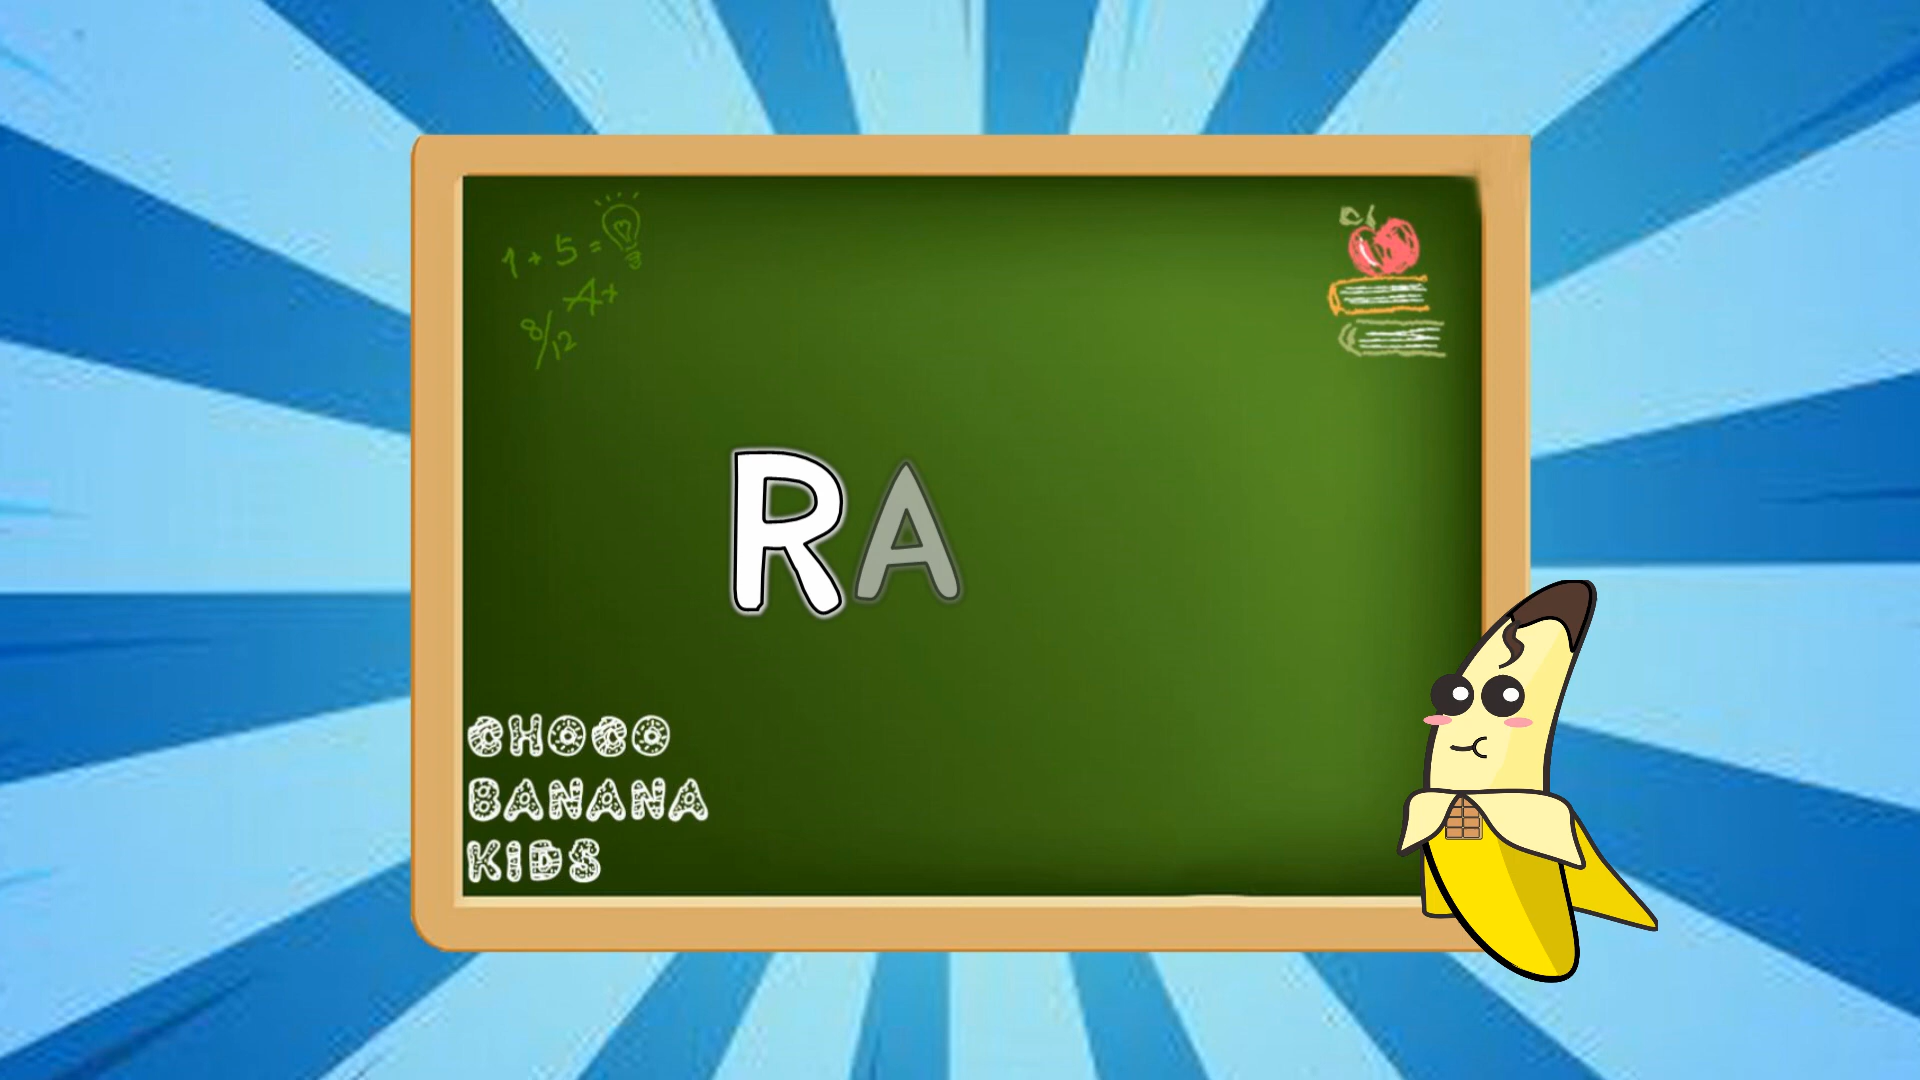 1 + 5 =
A+
8/12
RA
CHOCO
BANANA
KIDS